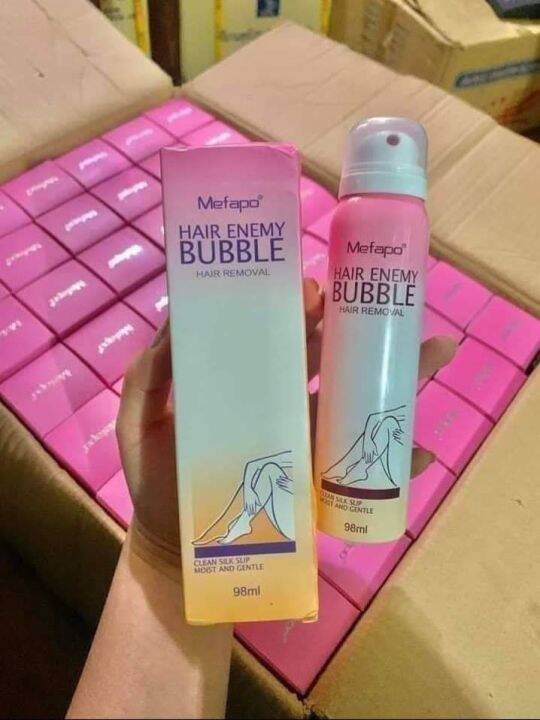 Mefapo®
HAIR ENEMY
BUBBLE
HAIR REMOVAL
CLEAN SILK SLIP
MOIST AND GENTLE
98ml
Mefapo®
HAIR ENEMY
BUBBLE
HAIR REMOVAL
CLEAN SILK SLIP
MOIST AND GENTLE
98ml